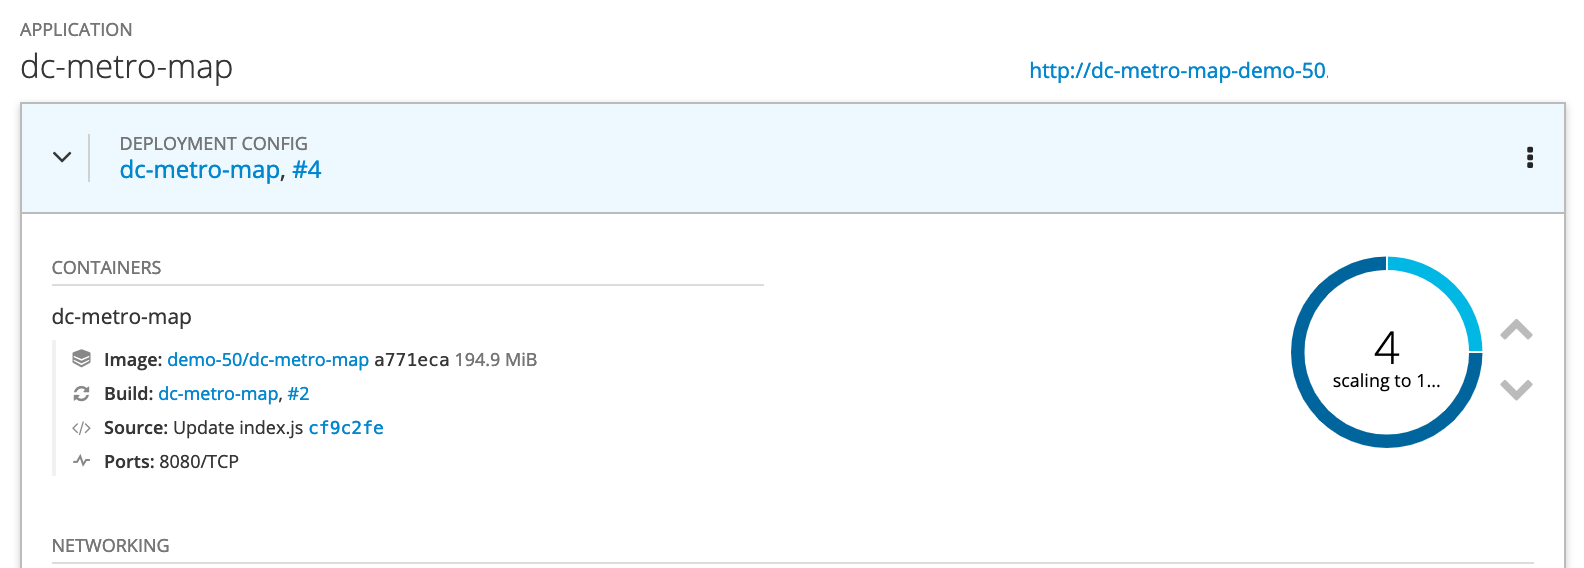 APPLICATION
dc-metro-map
http://dc-metro-map-demo-50.
DEPLOYMENT CONFIG
dc-metro-map, #4
CONTAINERS
dc-metro-map
Image: demo-50/dc-metro-map a771eca 194.9 MiB
Build: dc-metro-map, #2
Source: Update index.js cf9c2fe
Ports: 8080/TCP
4
scaling to 1...
NETWORKING